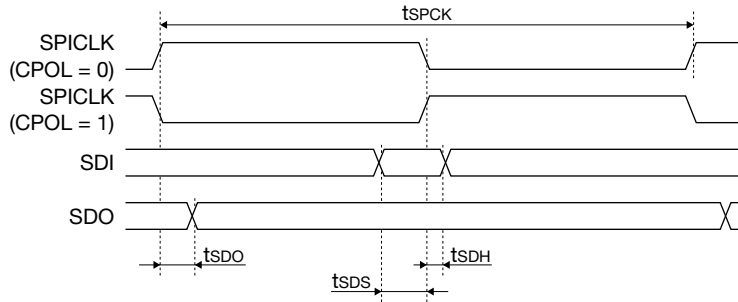 tSPCK
SPICLK
(CPOL = 0)
SPICLK
(CPOL = 1)
SDI
SDO
tSDO
tSDH
tSDS